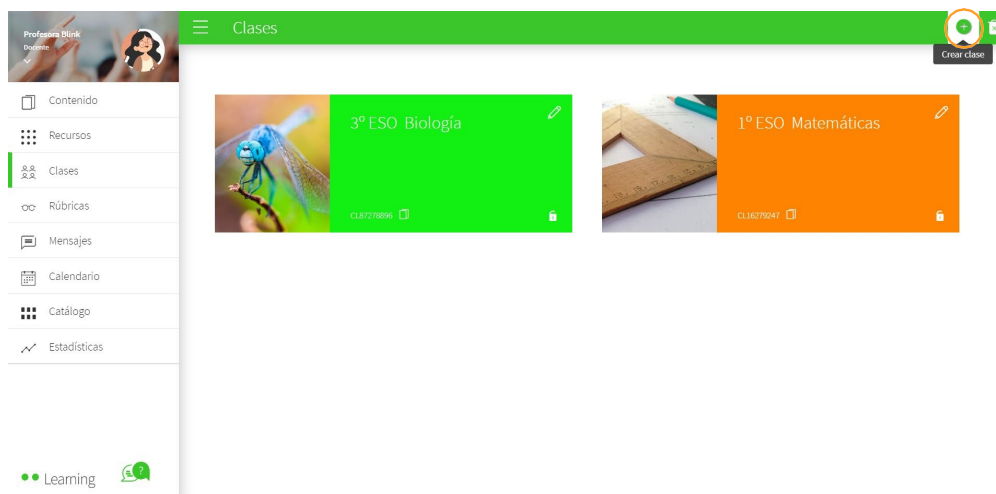 Profesora Blink
Docente
Clases
+
Crear clase
Contenido
Recursos
Clases
Rúbricas
Mensajes
Calendario
Catálogo
Estadísticas
3º ESO Biología
CL87278896
1º ESO Matemáticas
CL16279247
Learning
?